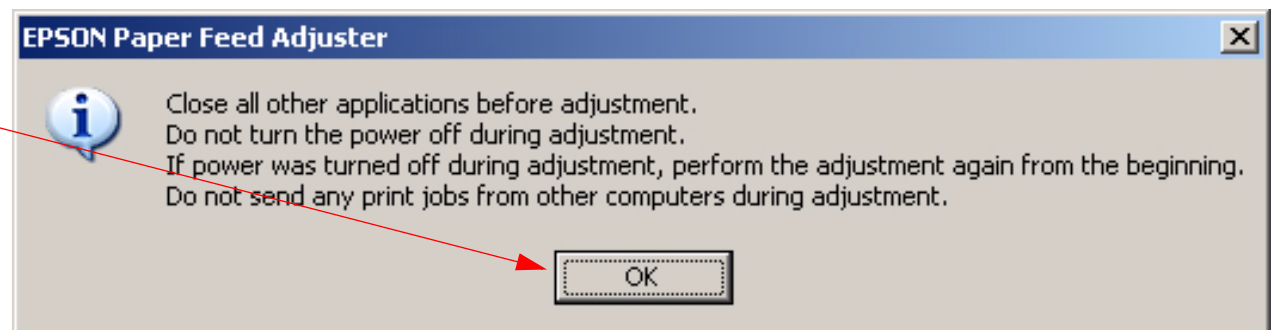 EPSON Paper Feed Adjuster
Close all other applications before adjustment.
Do not turn the power off during adjustment.
If power was turned off during adjustment, perform the adjustment again from the beginning.
Do not send any print jobs from other computers during adjustment.
OK